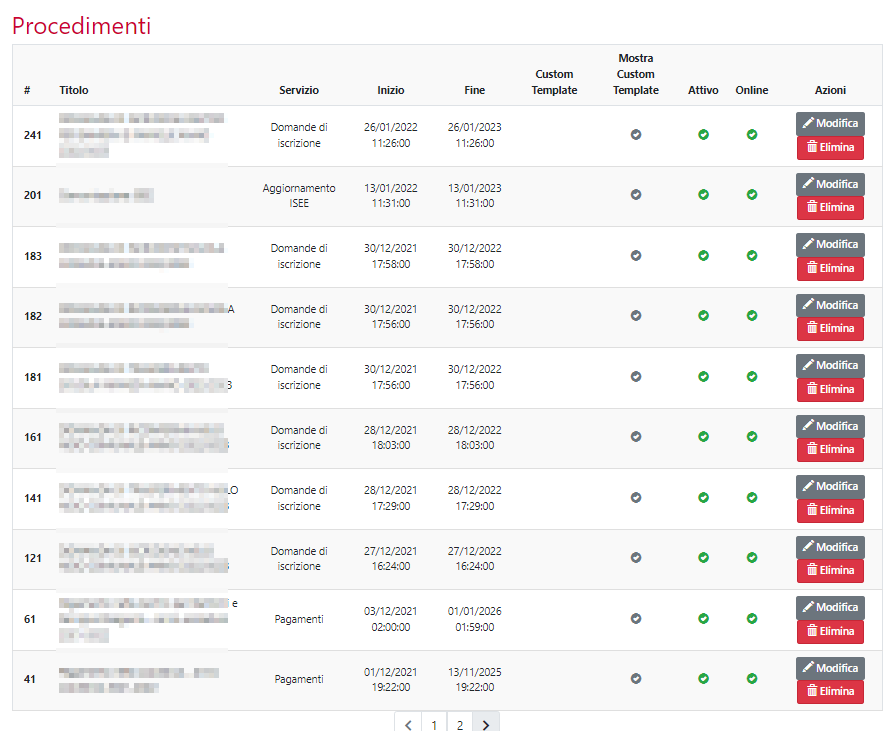 Procedimenti
# Titolo Servizio Inizio Fine Custom Template Mostra Custom Template Attivo Online Azioni
241 Domande di iscrizione 26/01/2022 11:26:00 26/01/2023 11:26:00 Modifica Elimina
201 Aggiornamento ISEE 13/01/2022 11:31:00 13/01/2023 11:31:00 Modifica Elimina
183 Domande di iscrizione 30/12/2021 17:58:00 30/12/2022 17:58:00 Modifica Elimina
182 A Domande di iscrizione 30/12/2021 17:56:00 30/12/2022 17:56:00 Modifica Elimina
181 3 Domande di iscrizione 30/12/2021 17:56:00 30/12/2022 17:56:00 Modifica Elimina
161 Domande di iscrizione 28/12/2021 18:03:00 28/12/2022 18:03:00 Modifica Elimina
141 LO Domande di iscrizione 28/12/2021 17:29:00 28/12/2022 17:29:00 Modifica Elimina
121 Domande di iscrizione 27/12/2021 16:24:00 27/12/2022 16:24:00 Modifica Elimina
61 e Pagamenti 03/12/2021 02:00:00 01/01/2026 01:59:00 Modifica Elimina
41 Pagamenti 01/12/2021 19:22:00 13/11/2025 19:22:00 Modifica Elimina
1 2